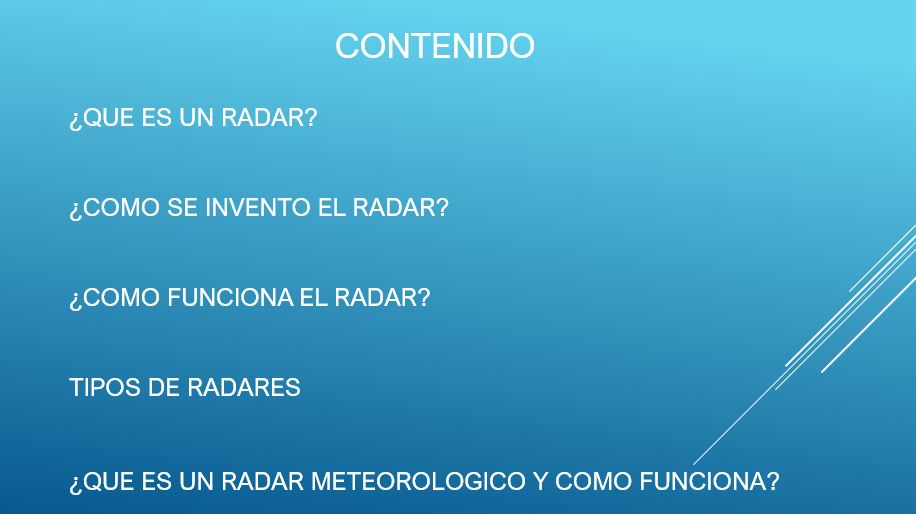 CONTENIDO
¿QUE ES UN RADAR?
¿COMO SE INVENTO EL RADAR?
¿COMO FUNCIONA EL RADAR?
TIPOS DE RADARES
¿QUE ES UN RADAR METEOROLOGICO Y COMO FUNCIONA?